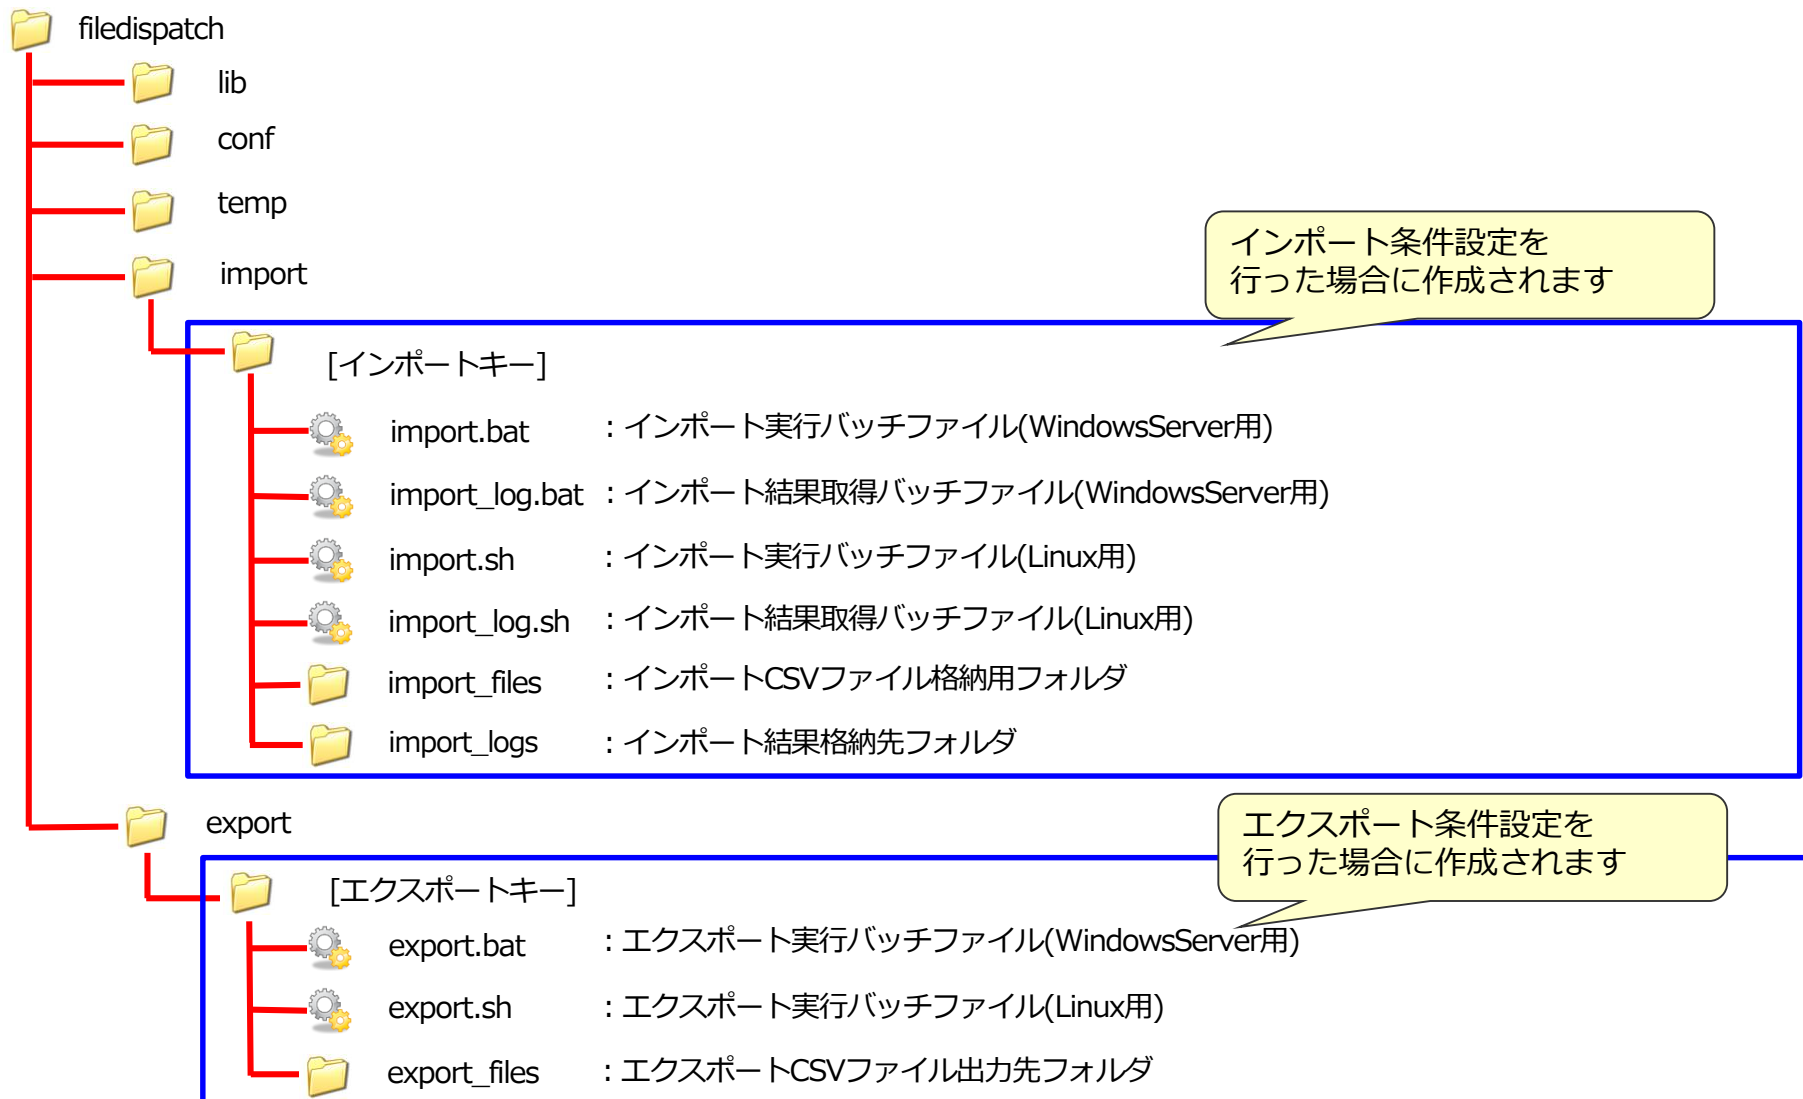 filedispatch
lib
conf
temp
import
インポート条件設定を
行った場合に作成されます
[インポートキー]
import.bat :インポート実行バッチファイル(WindowsServer用)
import_log.bat :インポート結果取得バッチファイル(WindowsServer用)
import.sh :インポート実行バッチファイル(Linux用)
import_log.sh :インポート結果取得バッチファイル(Linux用)
import_files :インポートCSVファイル格納用フォルダ
import_logs :インポート結果格納先フォルダ
export
エクスポート条件設定を
行った場合に作成されます
[エクスポートキー]
export.bat :エクスポート実行バッチファイル(WindowsServer用)
export.sh :エクスポート実行バッチファイル(Linux用)
export_files :エクスポートCSVファイル出力先フォルダ